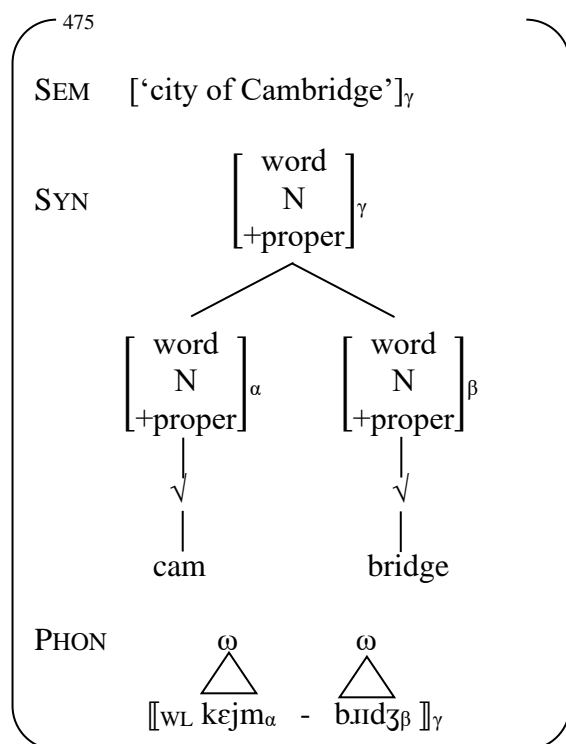 475
SEM [‘city of Cambridge’]γ
word
SYN N
+proper γ
word word
N N
+proper α +proper β
√ √
cam bridge
PHON ω ω
⟦WL kɛjmα - bɹɪdʒβ ⟧γ